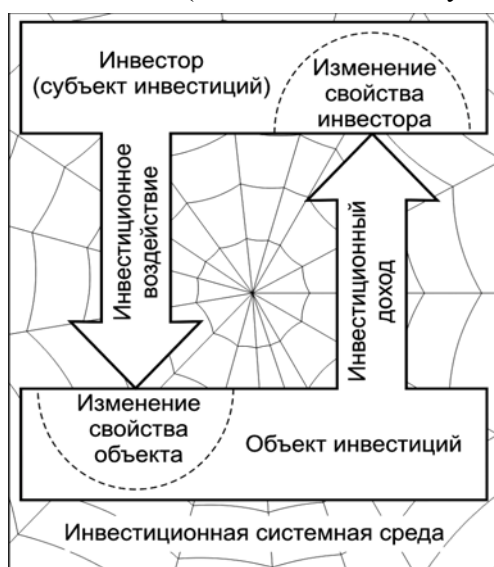 Инвестор
(субъект инвестиций)
Изменение
свойства
инвестора
Инвестиционное
воздействие
Инвестиционный
доход
Изменение
свойства
объекта
Объект инвестиций
Инвестиционная системная среда